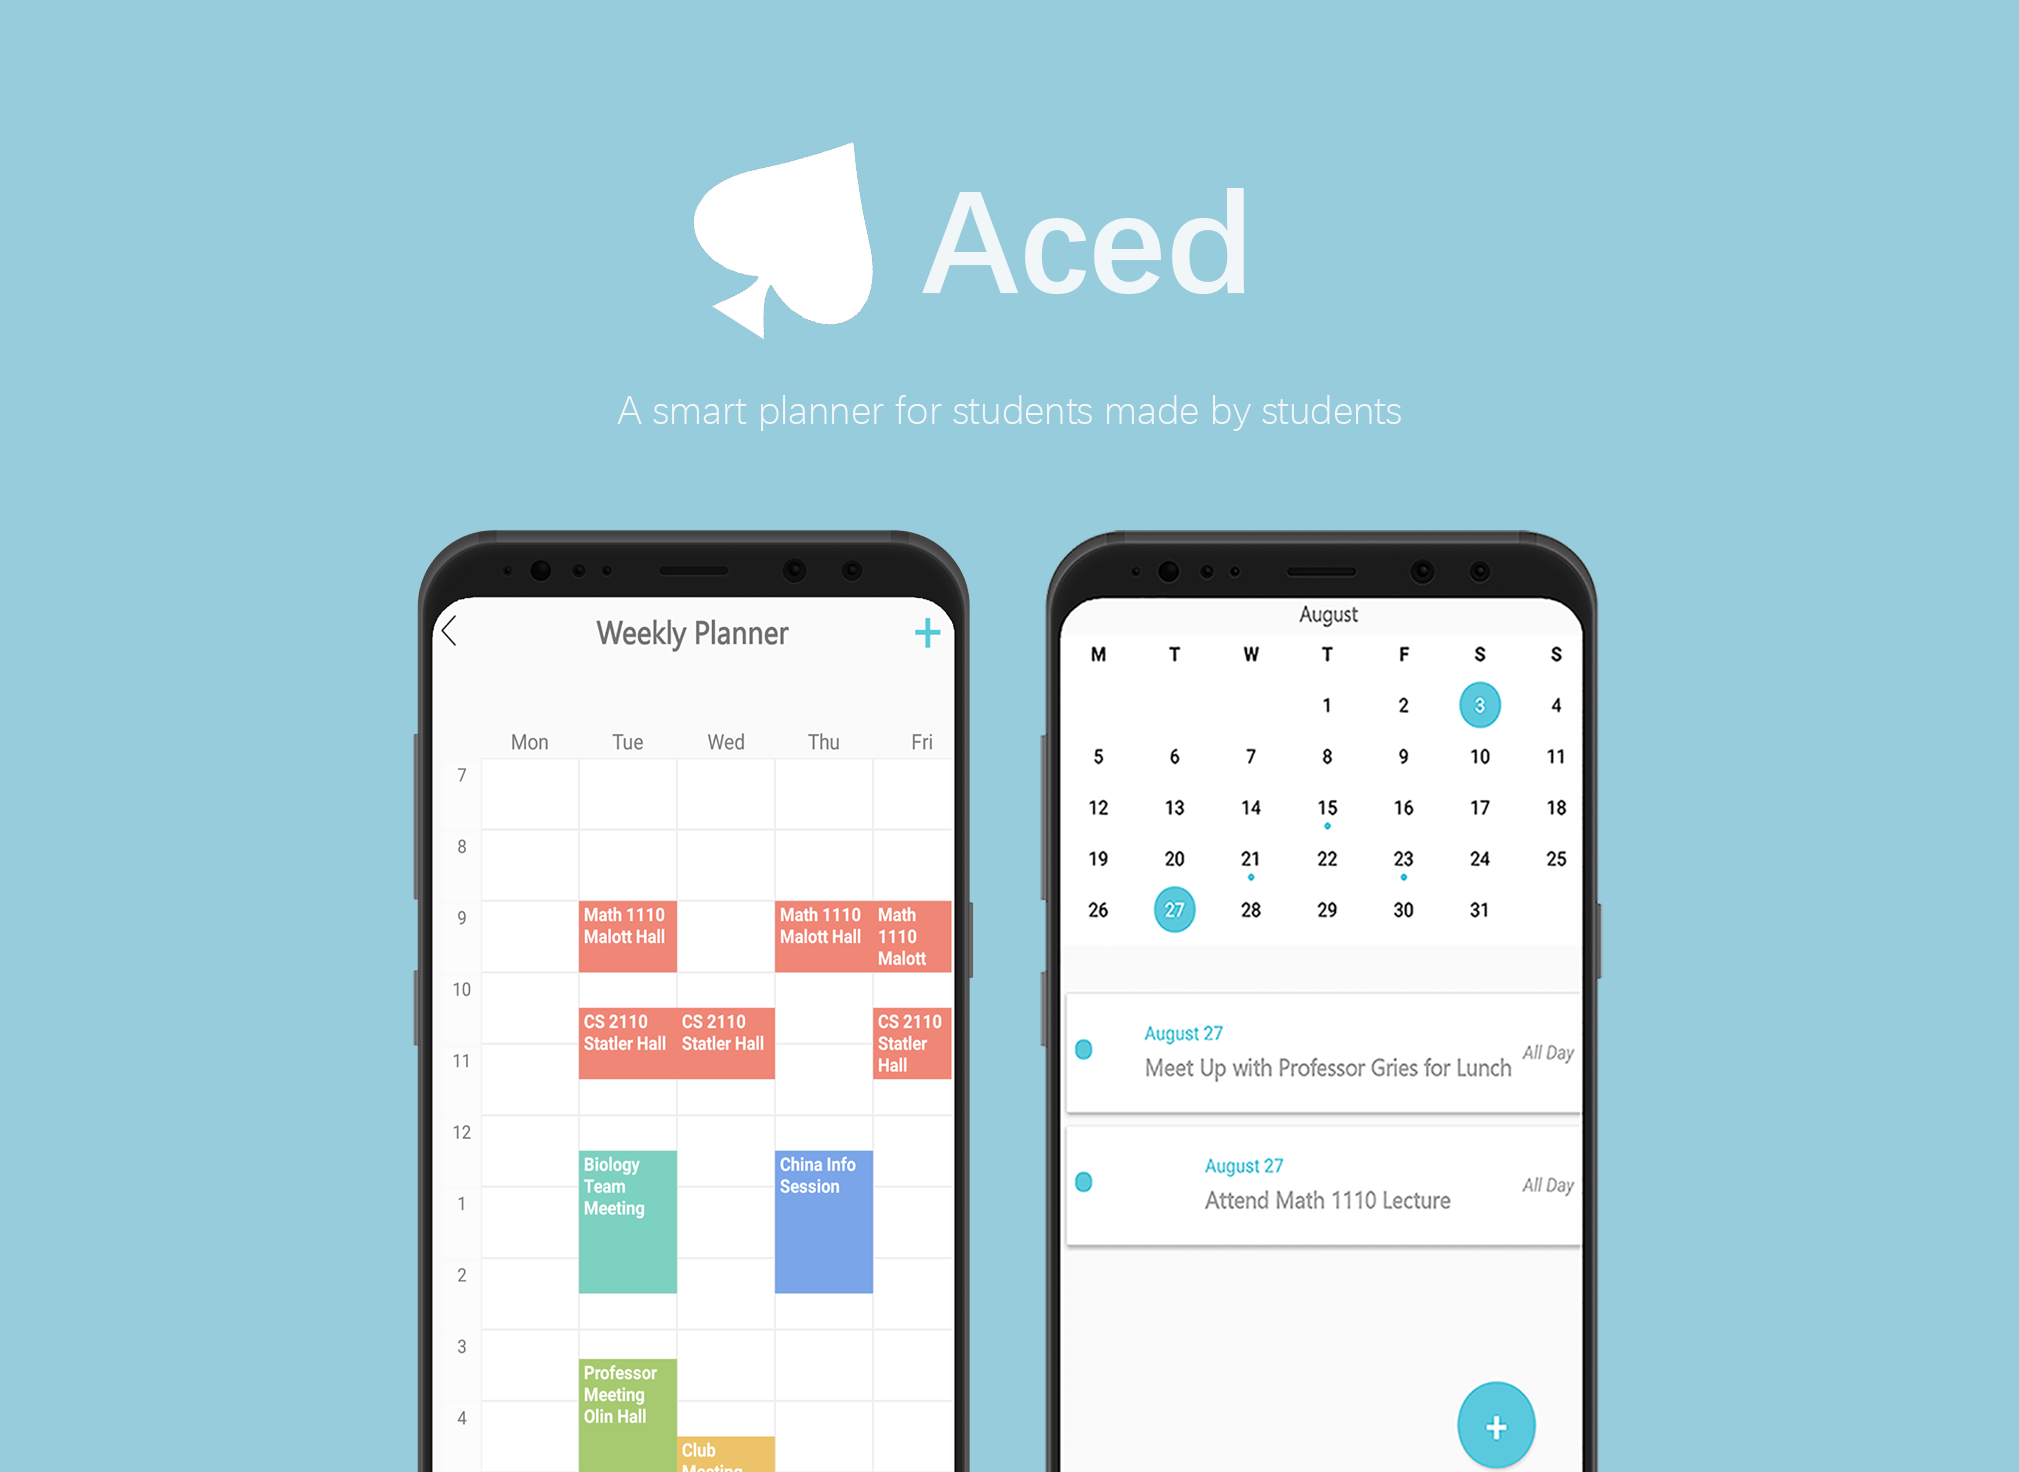 Aced
A smart planner for students made by students
Weekly Planner
+
Mon Tue Wed Thu Fri
7
8
9
Math 1110
Malott Hall
Math 1110
Malott Hall
Math
1110
Malott
10
CS 2110
Statler Hall
CS 2110
Statler Hall
CS 2110
Statler
Hall
11
12
Biology
Team
Meeting
China Info
Session
1
2
3
Professor
Meeting
Olin Hall
4
Club
Meeting
August
M T W T F S S
1 2 3 4
5 6 7 8 9 10 11
12 13 14 15 16 17 18
19 20 21 22 23 24 25
26 27 28 29 30 31
August 27
Meet Up with Professor Gries for Lunch
All Day
August 27
Attend Math 1110 Lecture
All Day
+